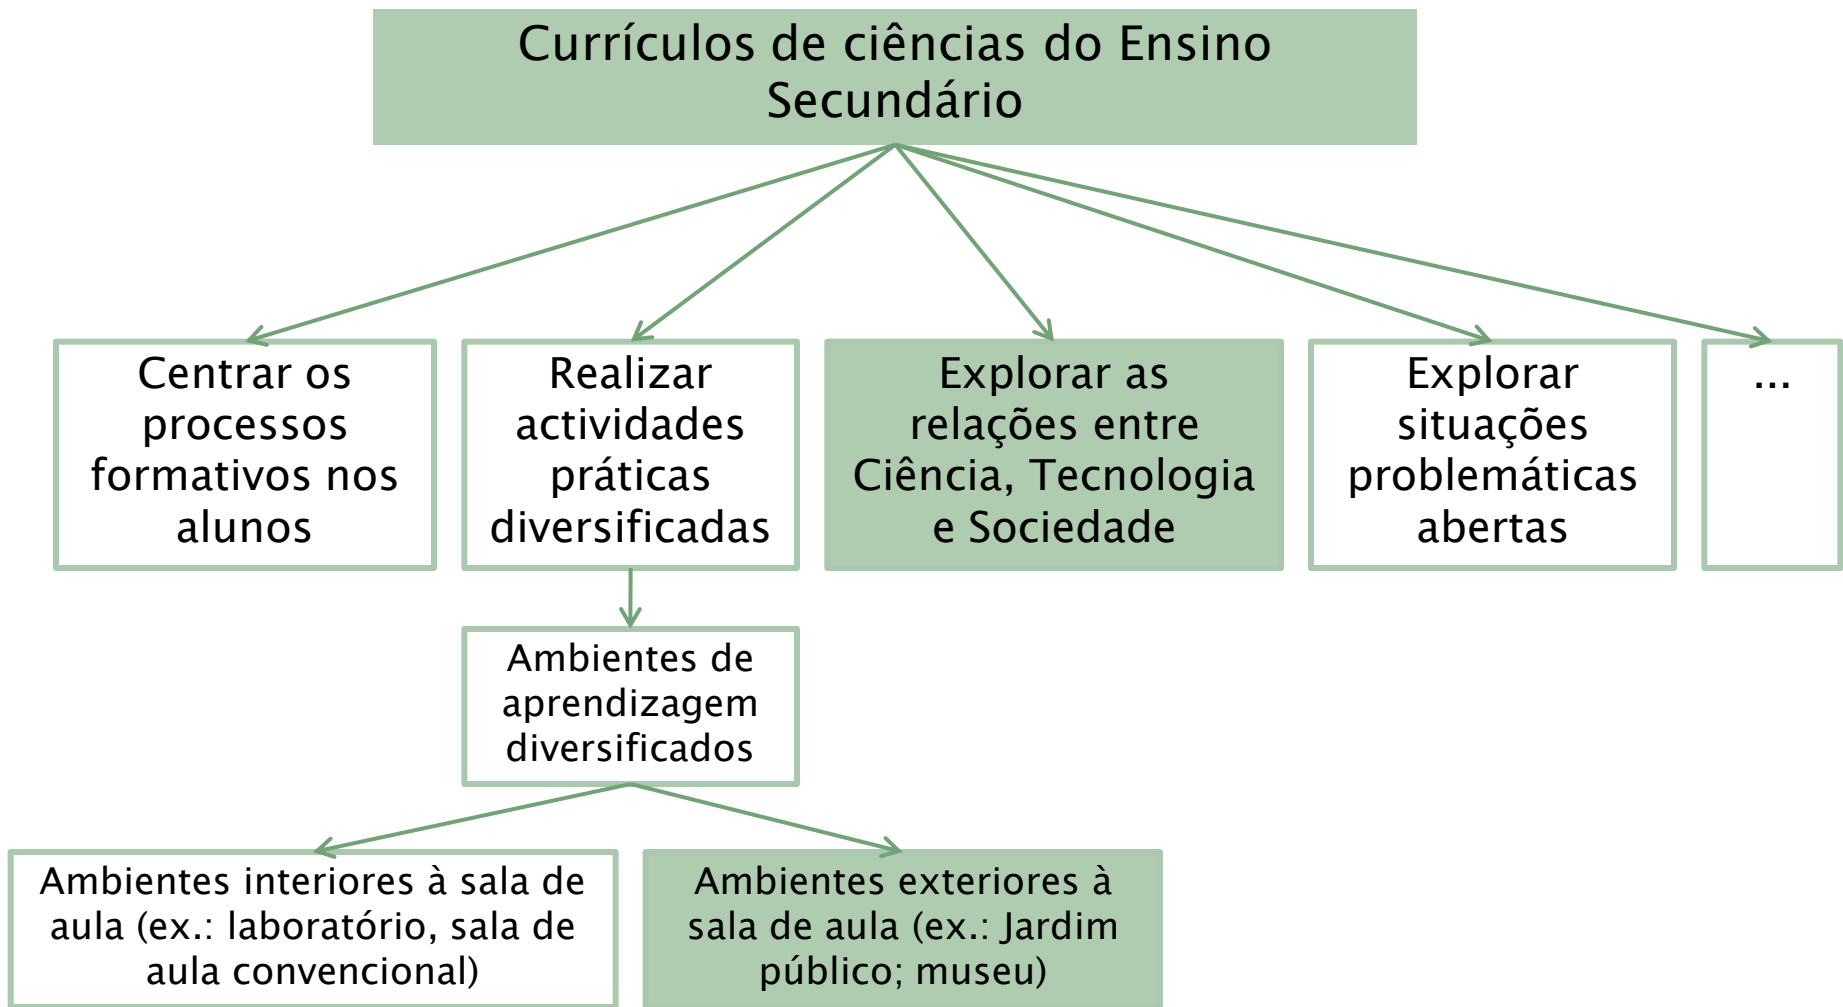 Currículos de ciências do Ensino
Secundário
Centrar os
processos
formativos nos
alunos
Realizar
actividades
práticas
diversificadas
Explorar as
relações entre
Ciência, Tecnologia
e Sociedade
Explorar
situações
problemáticas
abertas
...
Ambientes de
aprendizagem
diversificados
Ambientes interiores à sala de
aula (ex.: laboratório, sala de
aula convencional)
Ambientes exteriores à
sala de aula (ex.: Jardim
público; museu)